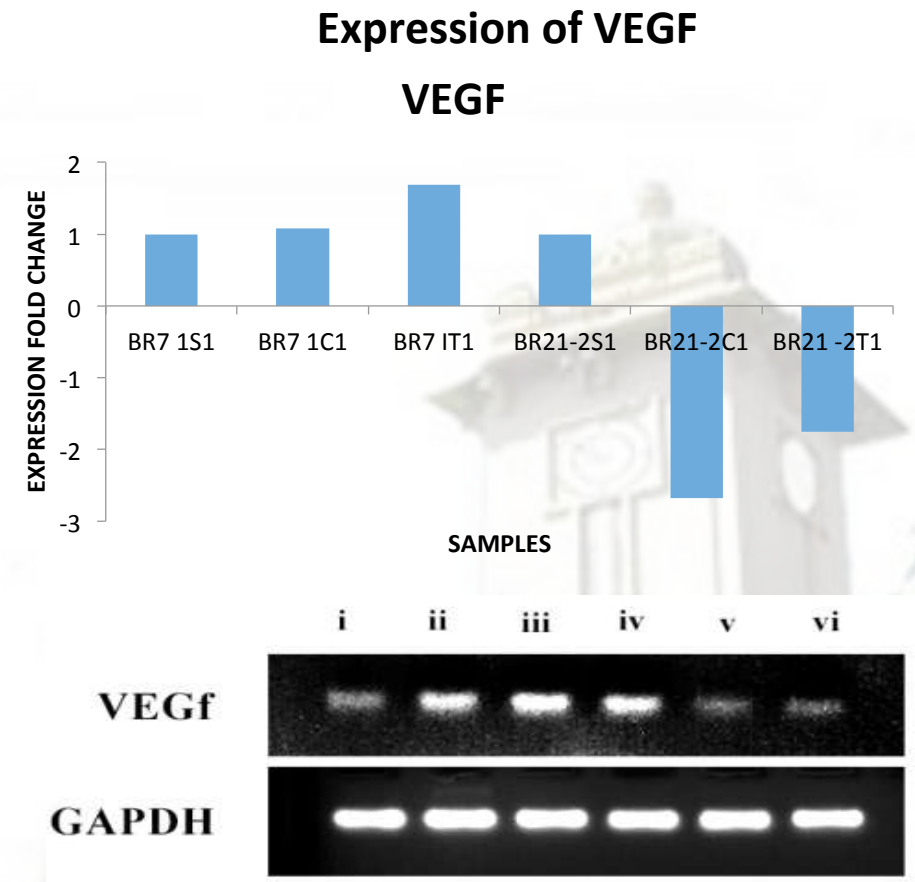 Expression of VEGF
VEGF
EXPRESSION FOLD CHANGE
2
1
0
-1
-2
-3
BR7 1S1 BR7 1C1 BR7 IT1 BR21-2S1 BR21-2C1 BR21 -2T1
SAMPLES
i ii iii iv v vi
VEGf
GAPDH